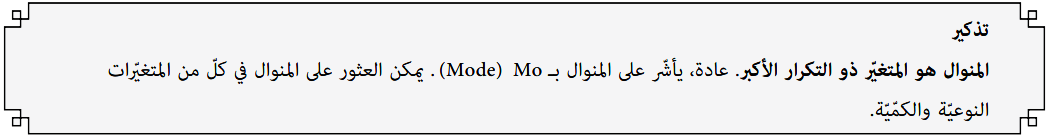 تذكير
المنوال هو المتغيّر ذو التكرار الأكبر. عادة، يأشّر على المنوال بـ Mo (Mode). يمكن العثور على المنوال في كلّ من المتغيّرات
النوعيّة والكمّيّة.